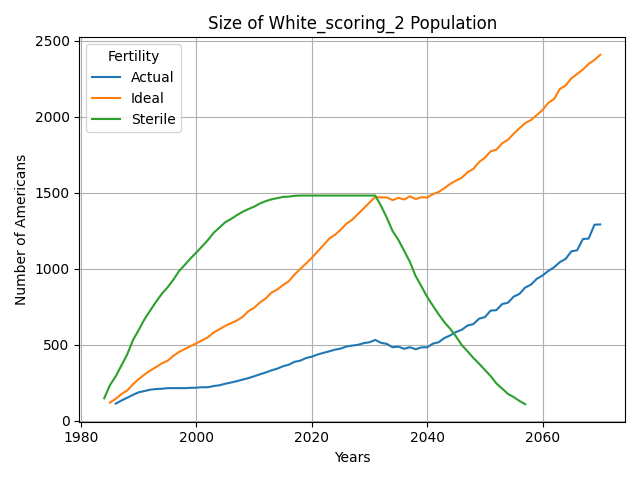 Size of White_scoring_2 Population
Fertility
Actual
Ideal
Sterile
Number of Americans
2500
2000
1500
1000
500
0
1980
2000
2020
2040
2060
Years